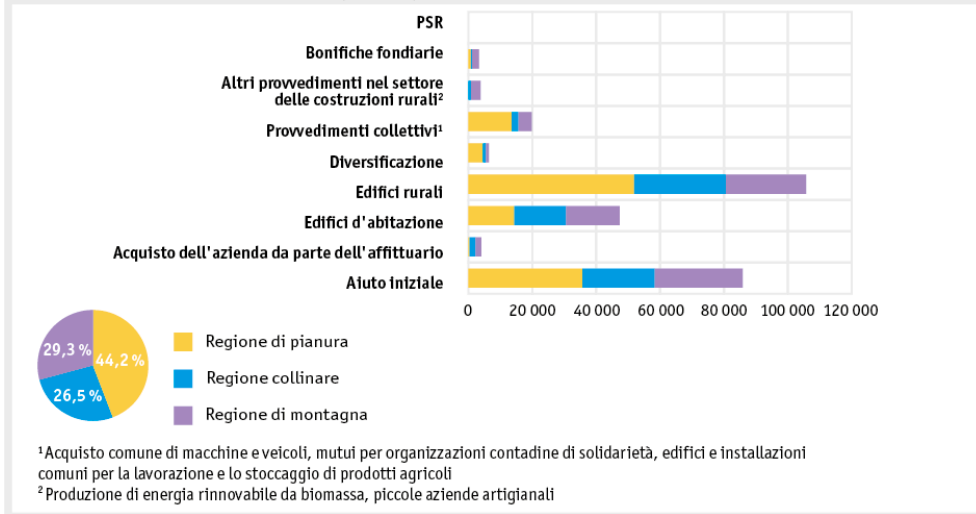 PSR
Bonifiche fondiarie
Altri provvedimenti nel settore
delle costruzioni rurali²
Provvedimenti collettivi¹
Diversificazione
Edifici rurali
Edifici d'abitazione
Acquisto dell'azienda da parte dell'affittuario
Aiuto iniziale
0 20 000 40 000 60 000 80 000 100 000 120 000
29,3 %
44,2 %
26,5 %
Regione di pianura
Regione collinare
Regione di montagna
¹Acquisto comune di macchine e veicoli, mutui per organizzazioni contadine di solidarietà, edifici e installazioni
comuni per la lavorazione e lo stoccaggio di prodotti agricoli
²Produzione di energia rinnovabile da biomassa, piccole aziende artigianali